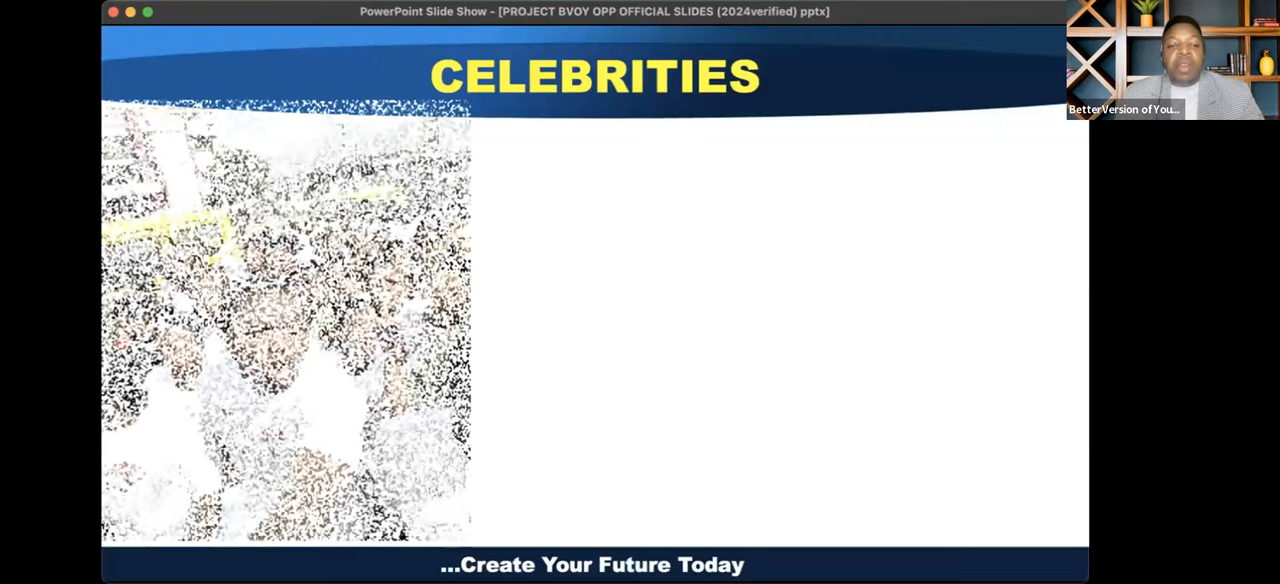 PowerPoint Slide Show - [PROJECT BVOY OPP OFFICIAL SLIDES (2024verified) pptx]
CELEBRITIES
BetterVersion of You...
...Create Your Future Today